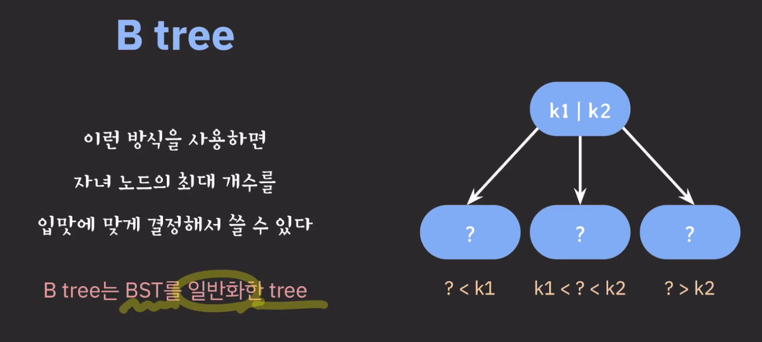 B tree
이런 방식을 사용하면
자녀 노드의 최대 개수를
입맛에 맞게 결정해서 쓸 수 있다
B tree는 BST를 일반화한 tree
k1 | k2
? ? ?
? < k1 k1 < ? < k2 ? > k2